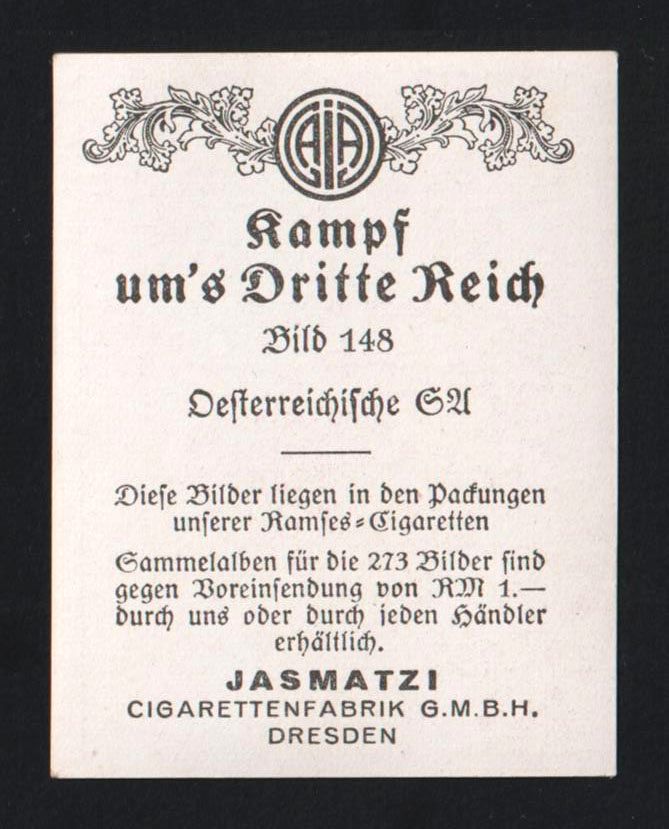 AJA
Kampf
um's Dritte Reich
Bild 148
Oesterreichische SA
Diese Bilder liegen in den Packungen
unserer Ramses-Cigaretten
Sammelalben für die 273 Bilder sind
gegen Voreinsendung von RM 1.—
durch uns oder durch jeden Händler
erhältlich.
JASMATZI
CIGARETTENFABRIK G.M.B.H.
DRESDEN